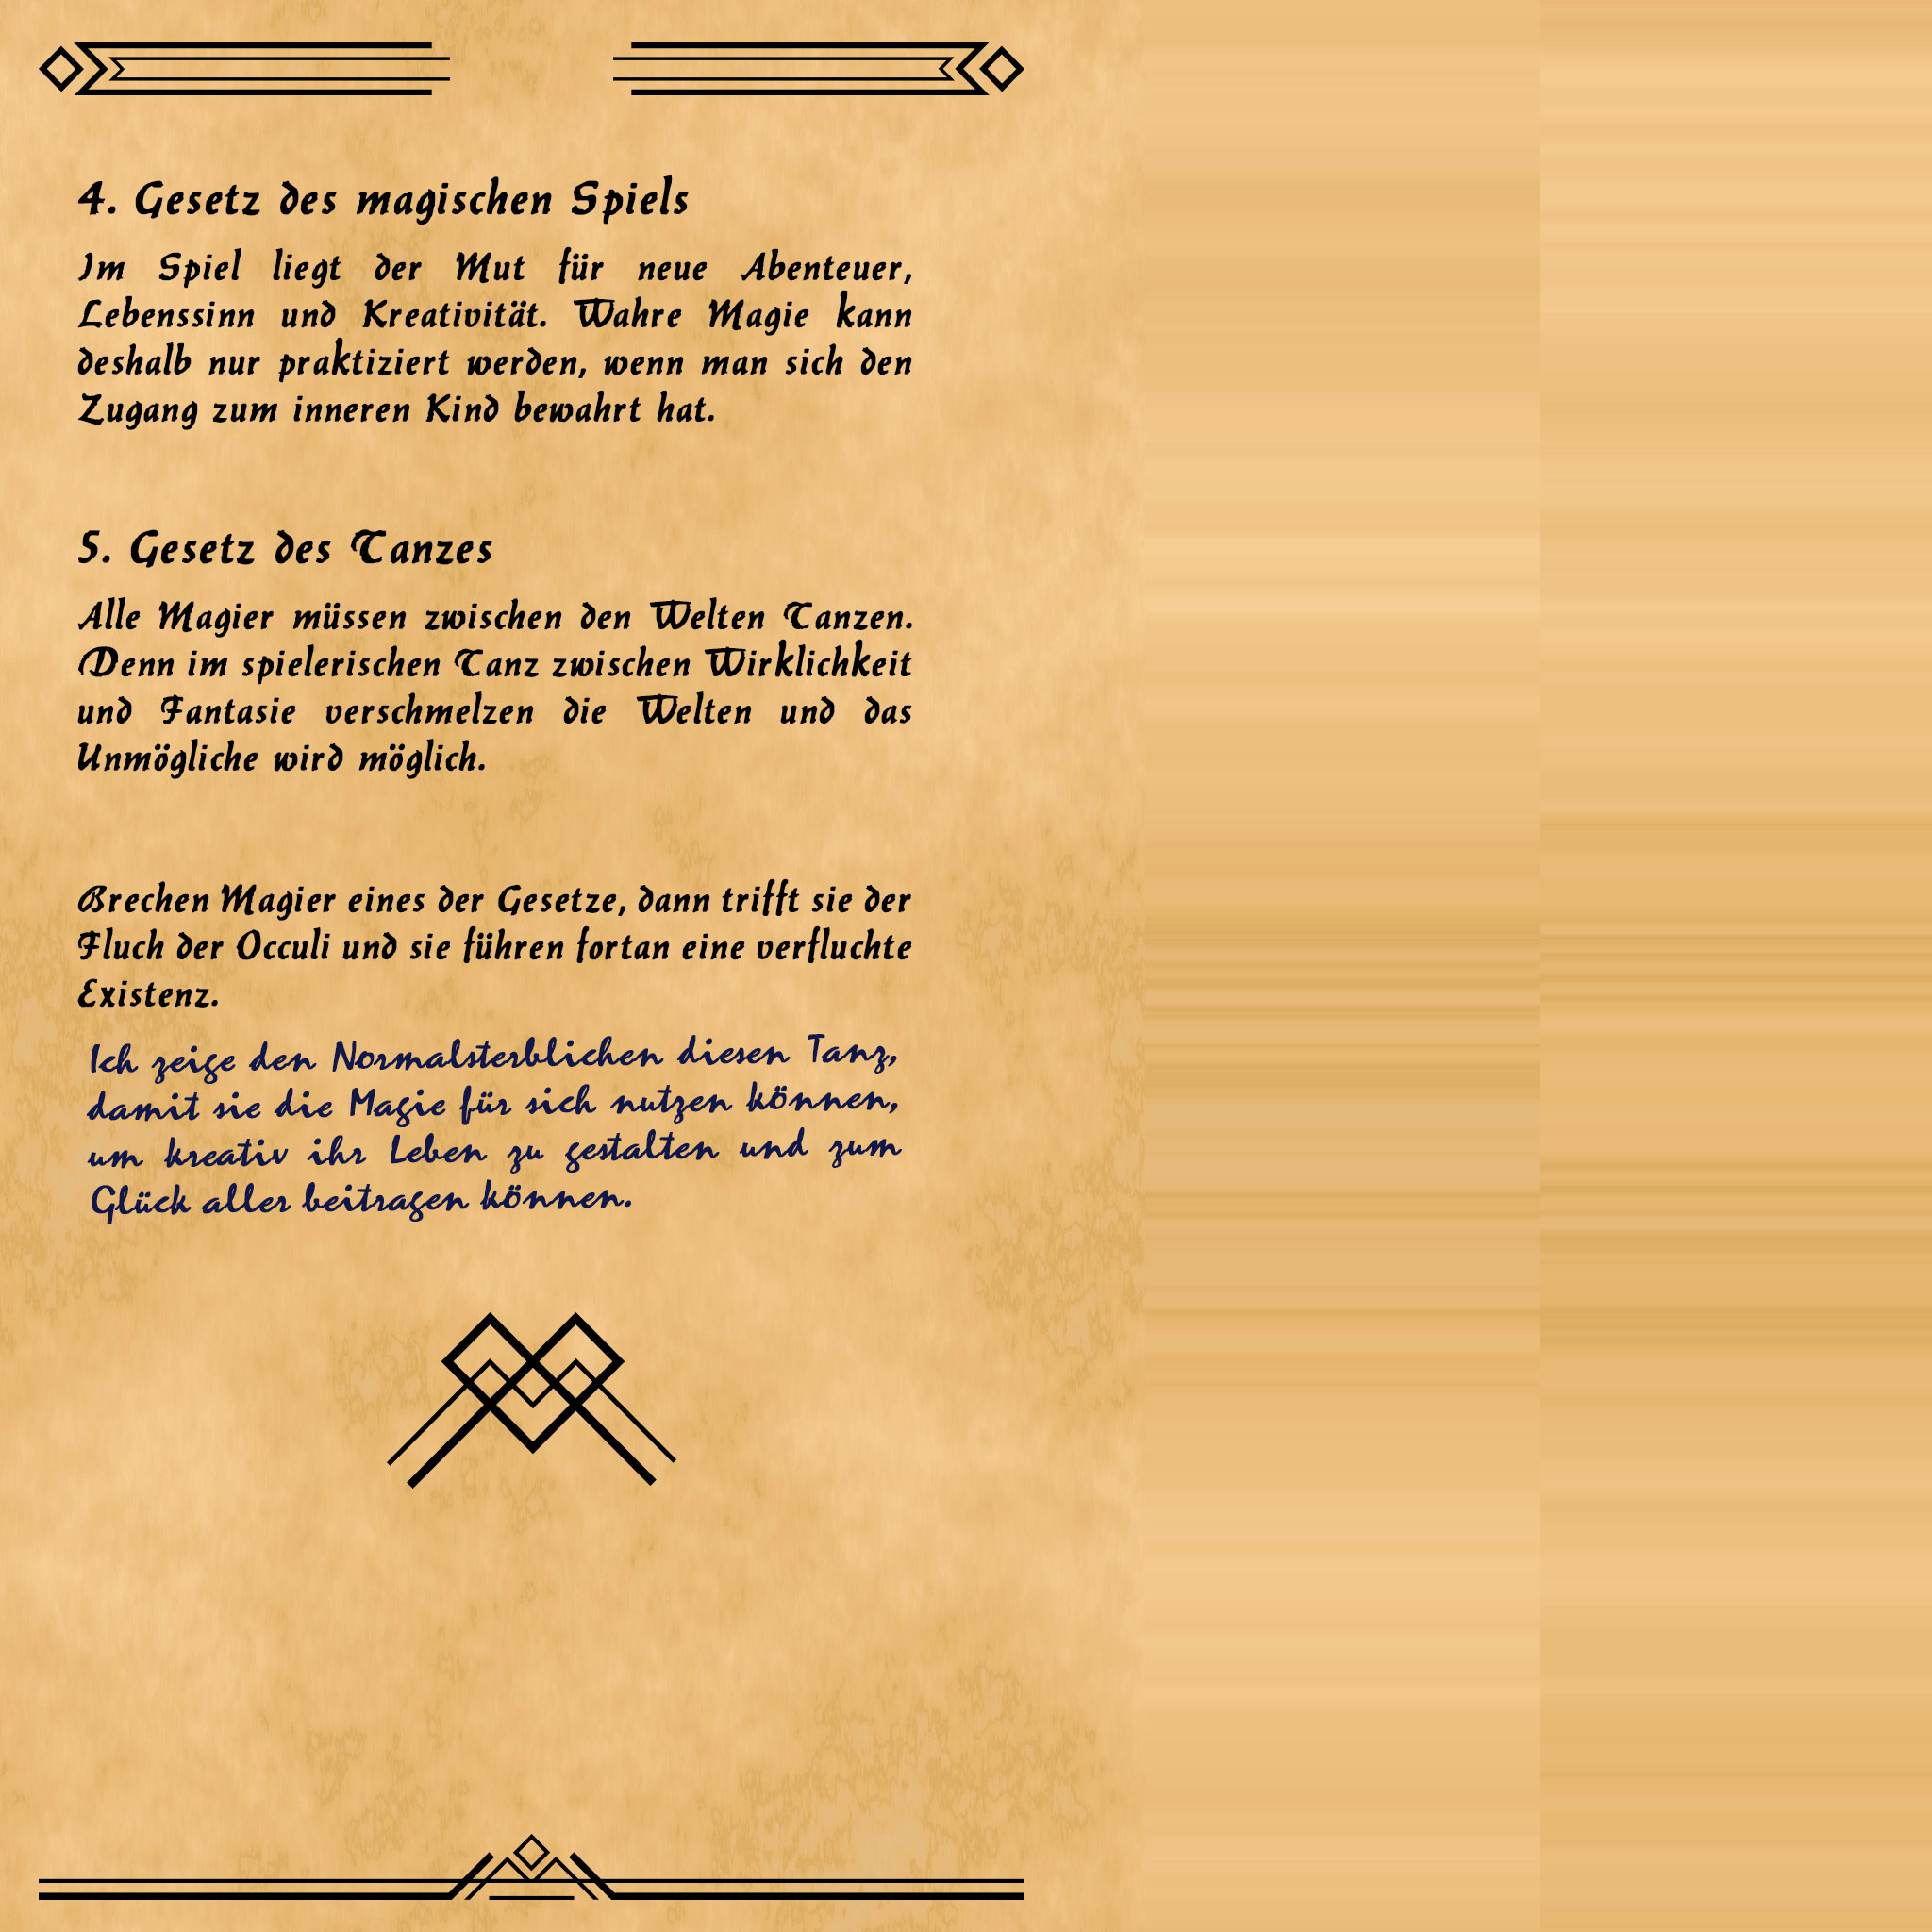 4. Gesetz des magischen Spiels
Im Spiel liegt der Mut für neue Abenteuer,
Lebenssinn und Kreativität. Wahre Magie kann
deshalb nur praktiziert werden, wenn man sich den
Zugang zum inneren Kind bewahrt hat.
5. Gesetz des Tanzes
Alle Magier müssen zwischen den Welten Tanzen.
Denn im spielerischen Tanz zwischen Wirklichkeit
und Fantasie verschmelzen die Welten und das
Unmögliche wird möglich.
Brechen Magier eines der Gesetze, dann trifft sie der
Fluch der Occuli und sie führen fortan eine verfluchte
Existenz.
Ich zeige den Normalsterblichen diesen Tanz,
damit sie die Magie für sich nutzen können,
um kreativ ihr Leben zu gestalten und zum
Glück aller beitragen können.